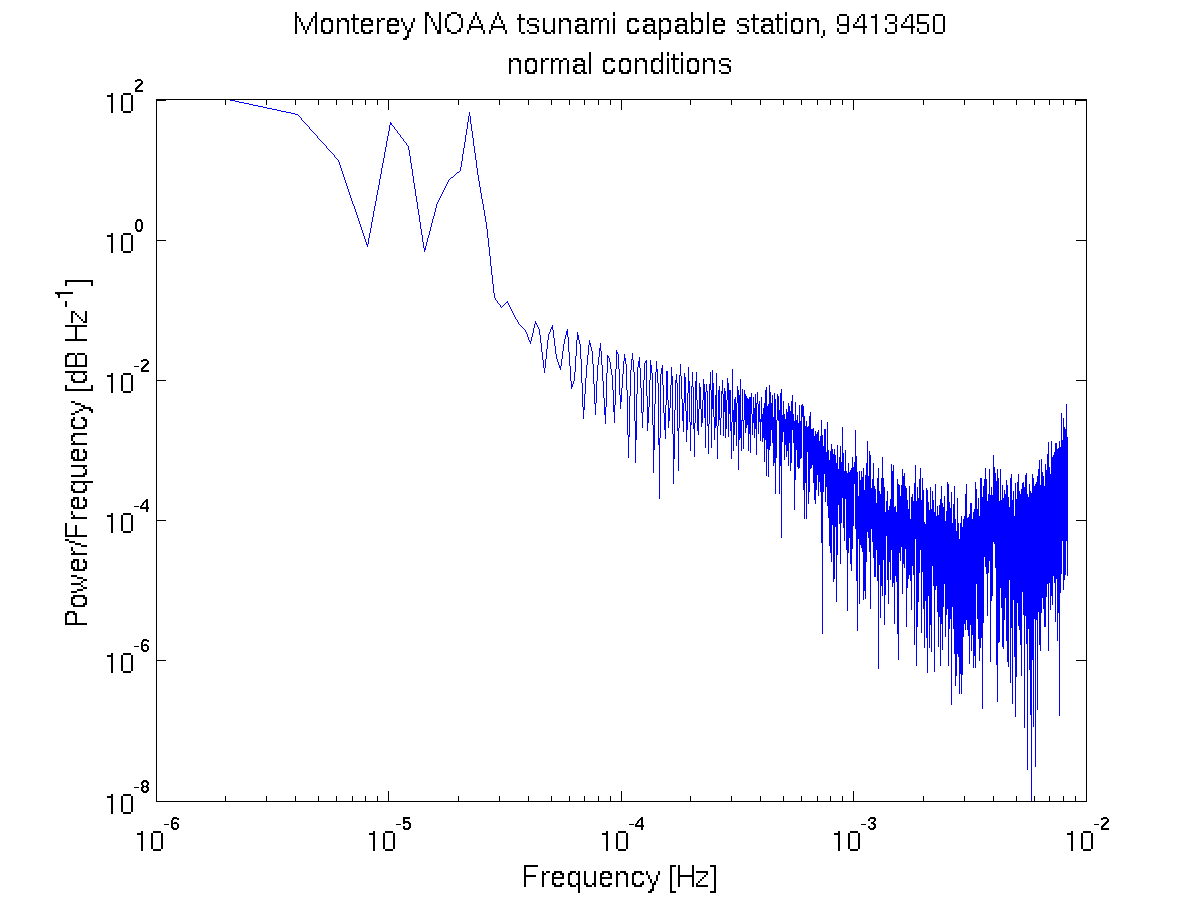 Monterey NOAA tsunami capable station, 9413450
normal conditions
10^2
10^0
10^-2
10^-4
10^-6
10^-8
Power/Frequency [dB Hz^-1]
10^-6 10^-5 10^-4 10^-3 10^-2
Frequency [Hz]